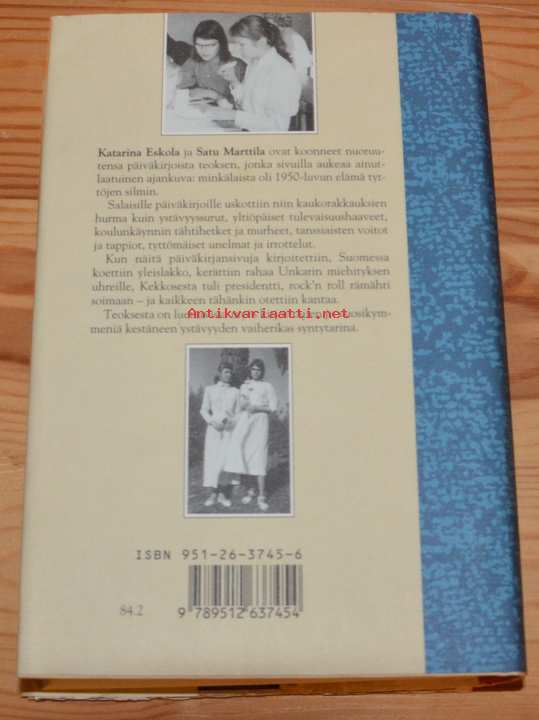 Katarina Eskola ja Satu Marttila ovat koonneet nuoruu-
tensa päiväkirjoista teoksen, jonka sivuilla aukeaa ainut-
laatuinen ajankuva: minkälaista oli 1950-luvun elämä tyt-
töjen silmin.
Salaisille päiväkirjoille uskottiin niin kaukorakkauksien
hurma kuin ystävyyssurut, yltiöpäiset tulevaisuushaaveet,
koulunkäynnin tähtihetket ja murheet, tanssiaisten voitot
ja tappiot, tyttömäiset unelmat ja irrottelut.
Kun näitä päiväkirjansivuja kirjoitettiin, Suomessa
koettiin yleislakko, kerättiin rahaa Unkarin miehityksen
uhreille, Kekkosesta tuli presidentti, rock'n roll rämähti
soimaan – ja kaikkeen tähänkin otettiin kantaa.
Teoksesta on vuosikym-
meniä kestäneen ystävyyden vaiherikas syntytarina.
Antikvariaatti.net
ISBN 951-26-3745-6
84.2
9 789512 637454